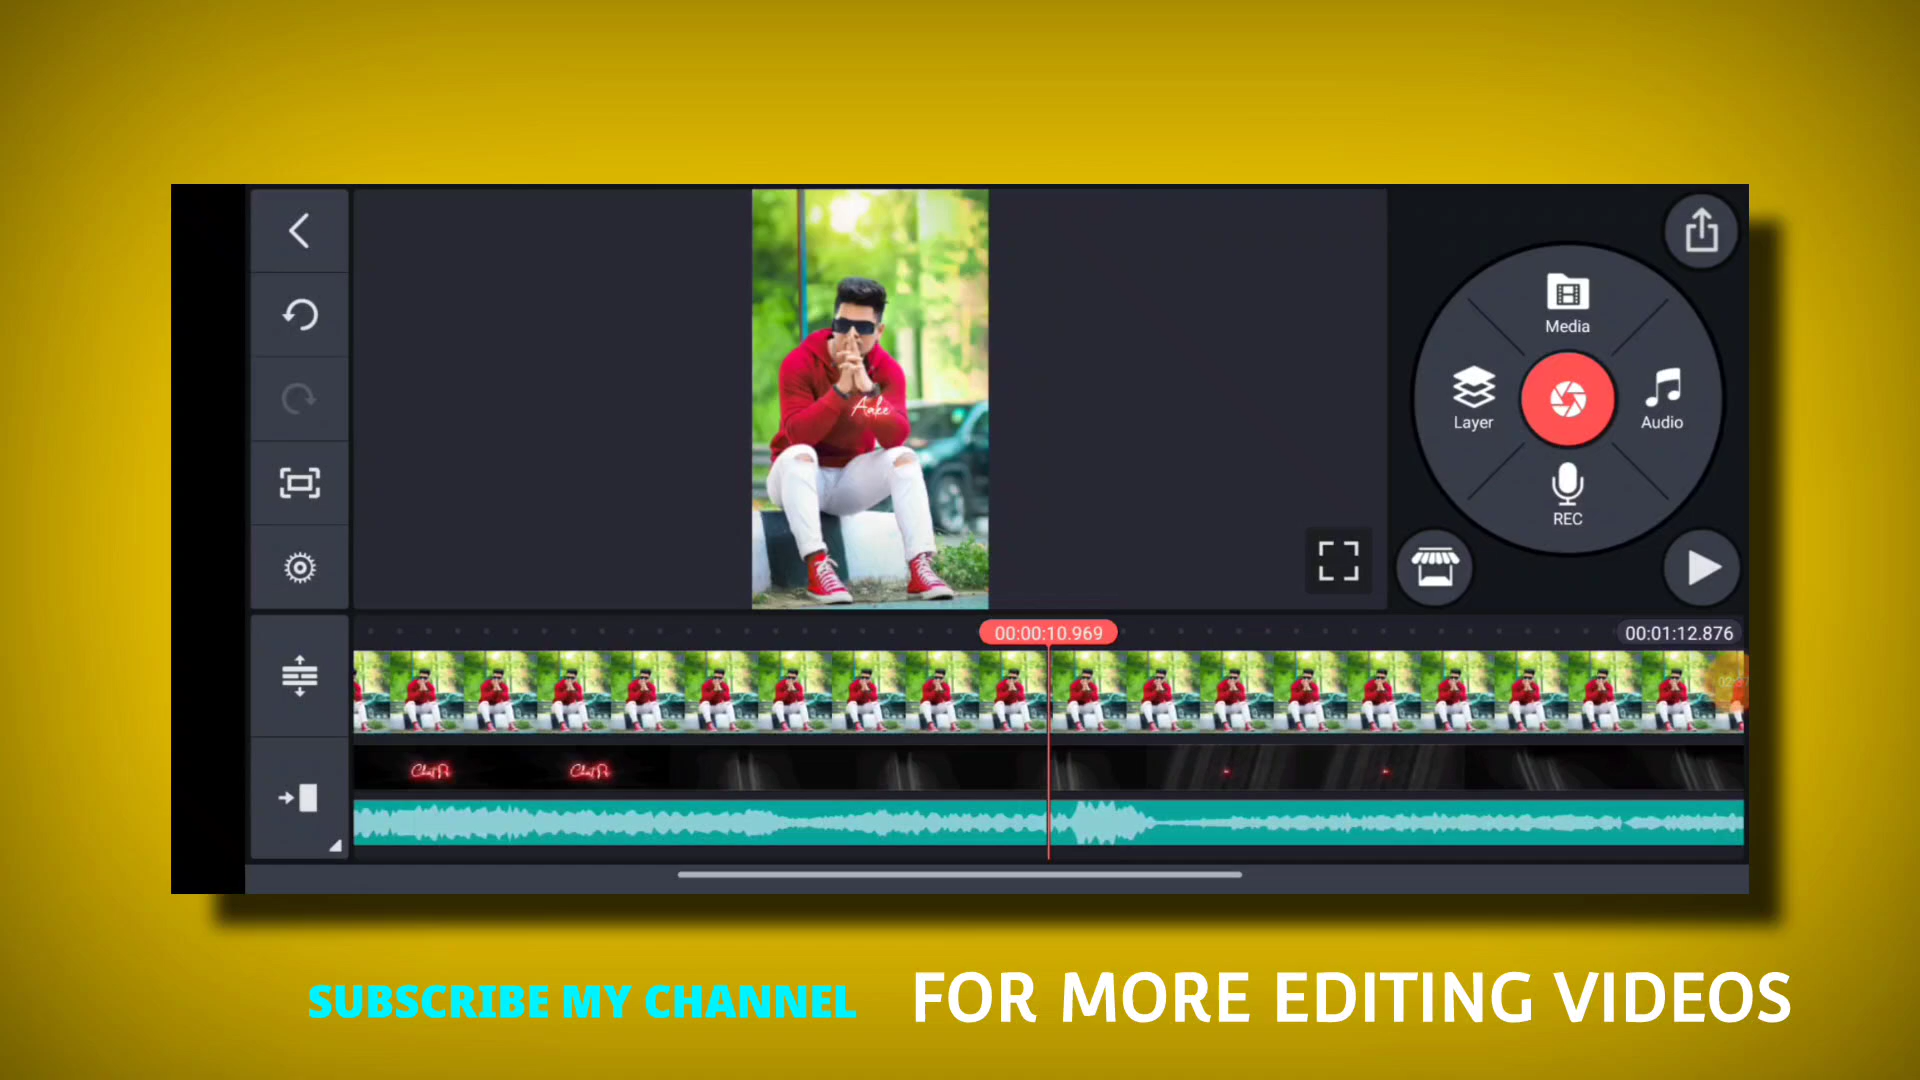 Media
Layer
Audio
REC
00:00:10.969
00:01:12.876
SUBSCRIBE MY CHANNEL
FOR MORE EDITING VIDEOS